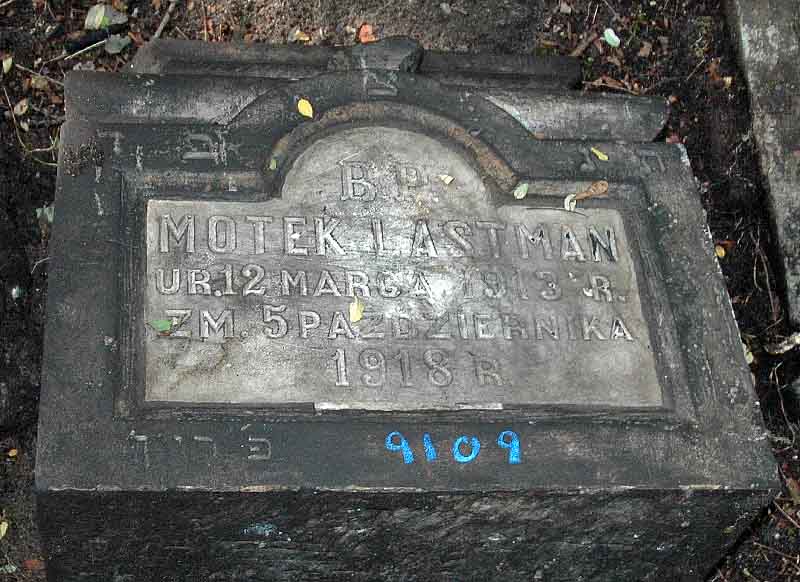 B. P.
MOTEK LASTMAN
UR. 12 MARCA 1913 R.
ZM. 5 PAŹDZIERNIKA
1918 R.
9109